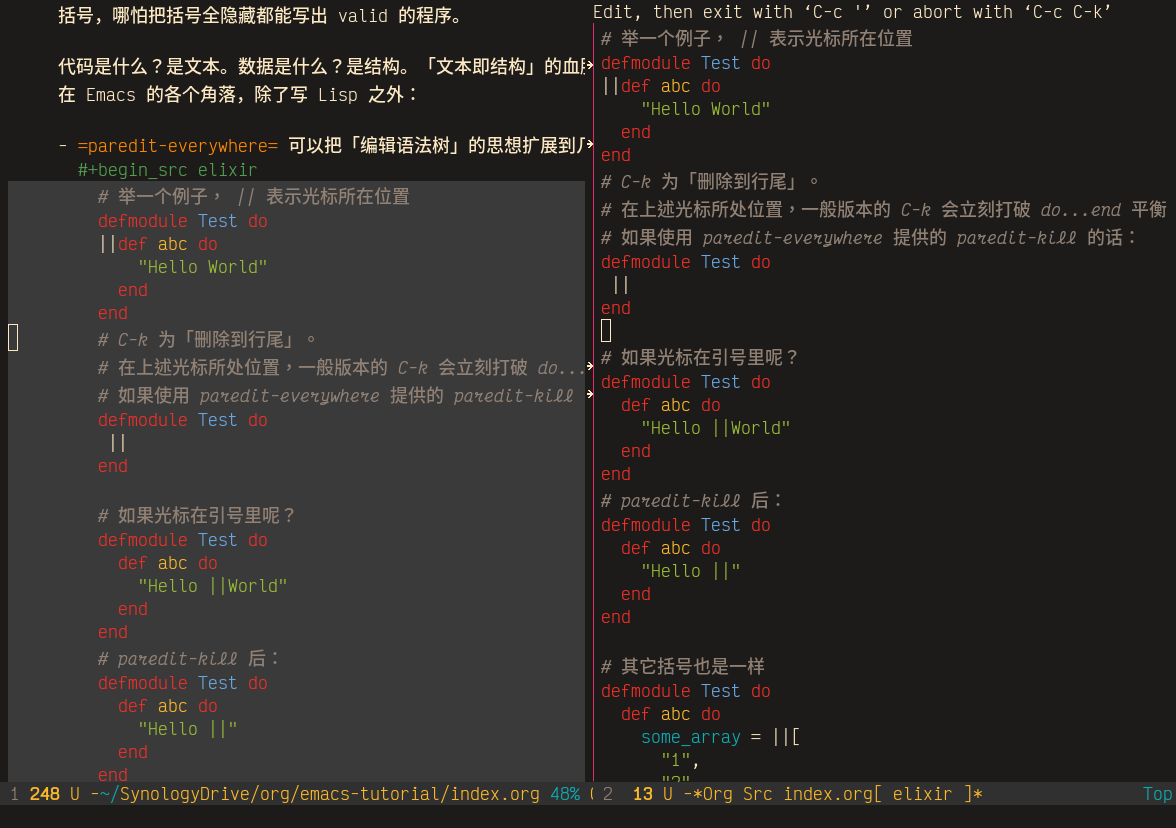 括号，哪怕把括号全隐藏都能写出 valid 的程序。
代码是什么？是文本。数据是什么？是结构。「文本即结构」的血
在 Emacs 的各个角落，除了写 Lisp 之外：
- =paredit-everywhere= 可以把「编辑语法树」的思想扩展到
#+begin_src elixir
# 举一个例子， || 表示光标所在位置
defmodule Test do
||def abc do
"Hello World"
end
end
# C-k 为「删除到行尾」。
# 在上述光标所处位置，一般版本的 C-k 会立刻打破 do...
# 如果使用 paredit-everywhere 提供的 paredit-kill
defmodule Test do
||
end
# 如果光标在引号里呢？
defmodule Test do
def abc do
"Hello ||World"
end
end
# paredit-kill 后：
defmodule Test do
def abc do
"Hello ||"
end
end
1 248 U -~/SynologyDrive/org/emacs-tutorial/index.org 48% (
Edit, then exit with ‘C-c '’ or abort with ‘C-c C-k’
# 举一个例子， || 表示光标所在位置
defmodule Test do
||def abc do
"Hello World"
end
end
# C-k 为「删除到行尾」。
# 在上述光标所处位置，一般版本的 C-k 会立刻打破 do...end 平衡
# 如果使用 paredit-everywhere 提供的 paredit-kill 的话：
defmodule Test do
||
end
# 如果光标在引号里呢？
defmodule Test do
def abc do
"Hello ||World"
end
end
# paredit-kill 后：
defmodule Test do
def abc do
"Hello ||"
end
end
# 其它括号也是一样
defmodule Test do
def abc do
some_array = ||[
"1",
2 13 U -*Org Src index.org[ elixir ]* Top